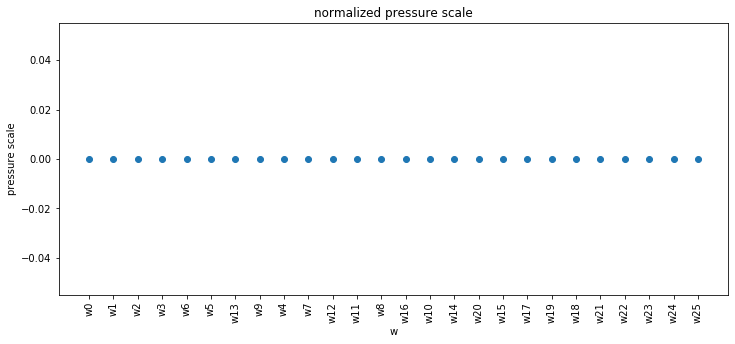 normalized pressure scale
0.04
0.02
0.00
−0.02
−0.04
pressure scale
w0
w1
w2
w3
w6
w5
w13
w9
w4
w7
w12
w11
w8
w16
w10
w14
w20
w15
w17
w19
w18
w21
w22
w23
w24
w25
w